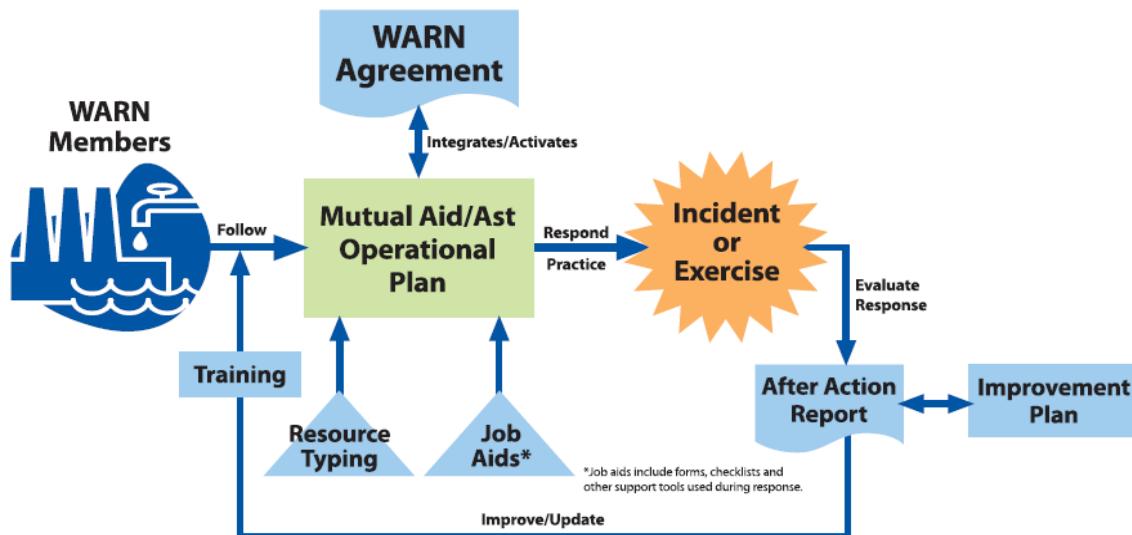 WARN
Agreement
WARN
Members
Integrates/Activates
Follow
Mutual Aid/Ast
Operational
Plan
Respond
Practice
Incident
or
Exercise
Evaluate
Response
Training
Resource
Typing
Job
Aids*
After Action
Report
Improvement
Plan
*Job aids include forms, checklists and
other support tools used during response.
Improve/Update